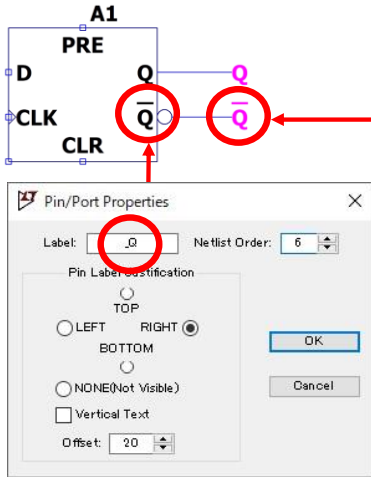 A1
PRE
D Q Q
CLK Q̅ Q̅
CLR
Pin/Port Properties
Label: _Q Netlist Order: 6
Pin Label Justification
TOP
LEFT RIGHT
BOTTOM
NONE(Not Visible)
Vertical Text
Offset: 20
OK
Cancel